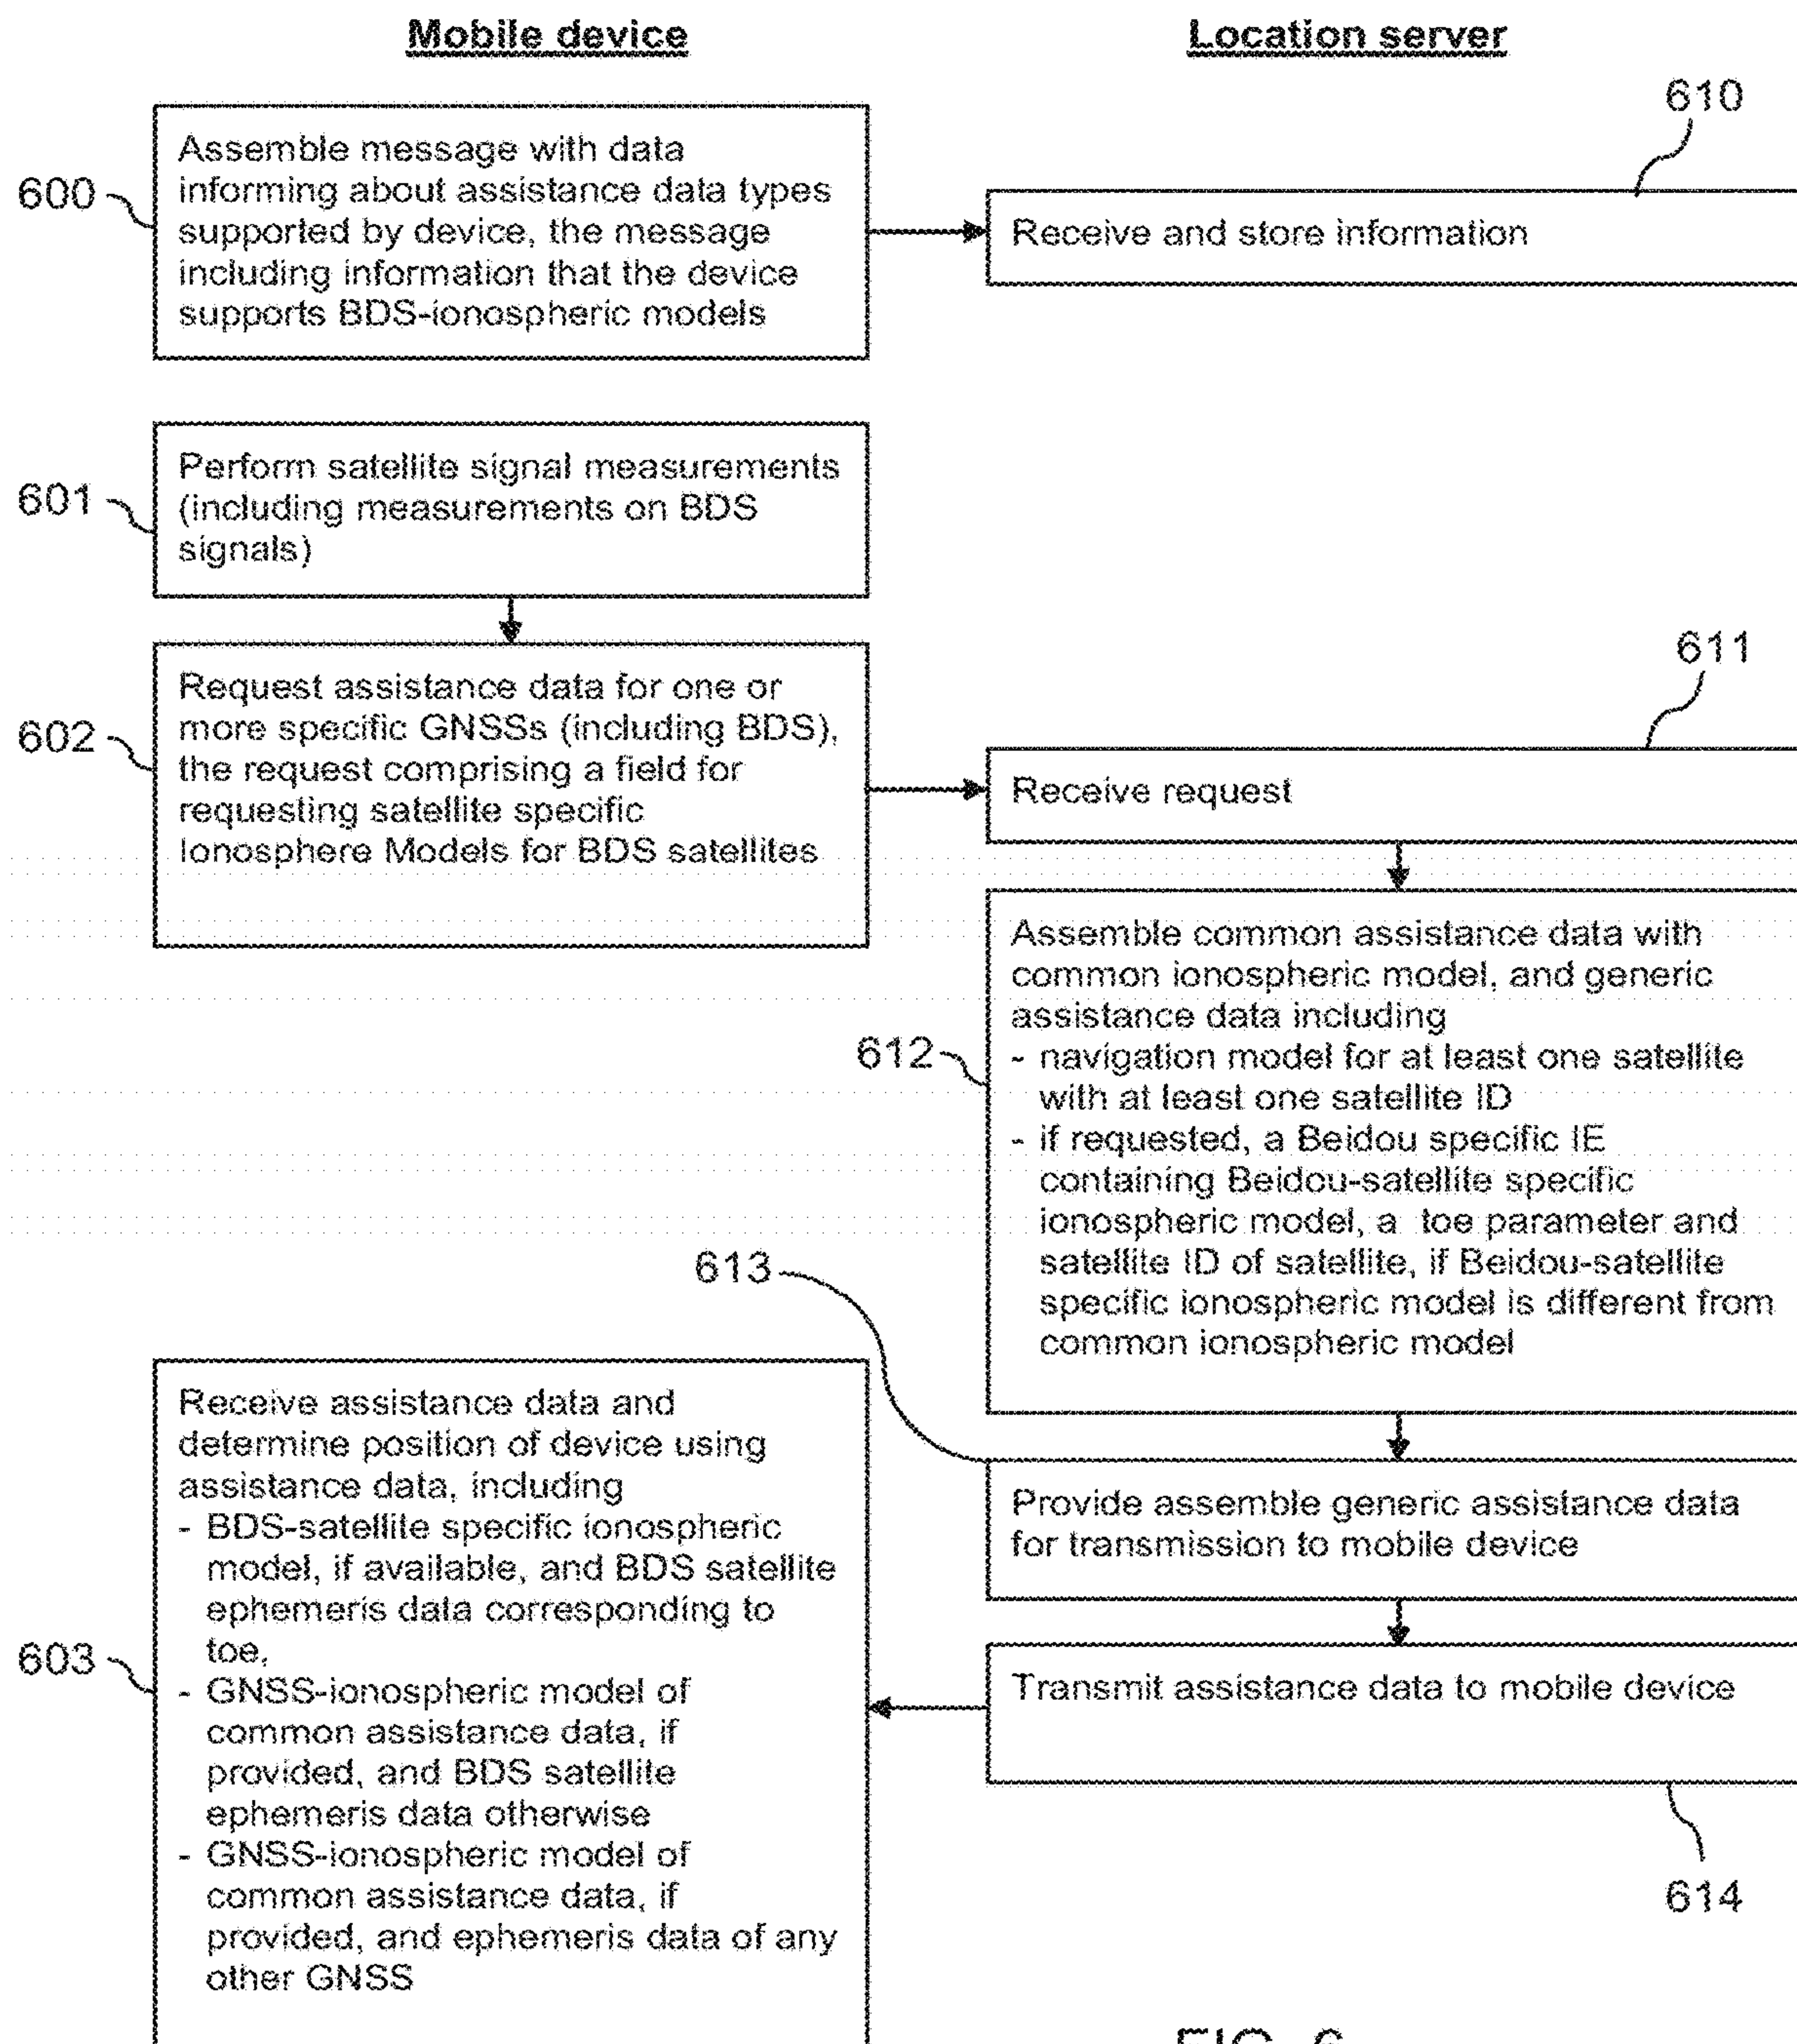 Mobile device
Location server
610
600
Assemble message with data
informing about assistance data types
supported by device, the message
including information that the device
supports BDS-ionospheric models
Receive and store information
601
Perform satellite signal measurements
(including measurements on BDS
signals)
611
602
Request assistance data for one or
more specific GNSSs (including BDS),
the request comprising a field for
requesting satellite specific
Ionosphere Models for BDS satellites
Receive request
612
Assemble common assistance data with
common ionospheric model, and generic
assistance data including
- navigation model for at least one satellite
with at least one satellite ID
- if requested, a Beidou specific IE
containing Beidou-satellite specific
ionospheric model, a toe parameter and
satellite ID of satellite, if Beidou-satellite
specific ionospheric model is different from
common ionospheric model
613
Provide assemble generic assistance data
for transmission to mobile device
Transmit assistance data to mobile device
614
603
Receive assistance data and
determine position of device using
assistance data, including
- BDS-satellite specific ionospheric
model, if available, and BDS satellite
ephemeris data corresponding to
toe,
- GNSS-ionospheric model of
common assistance data, if
provided, and BDS satellite
ephemeris data otherwise
- GNSS-ionospheric model of
common assistance data, if
provided, and ephemeris data of any
other GNSS
FIG. 6